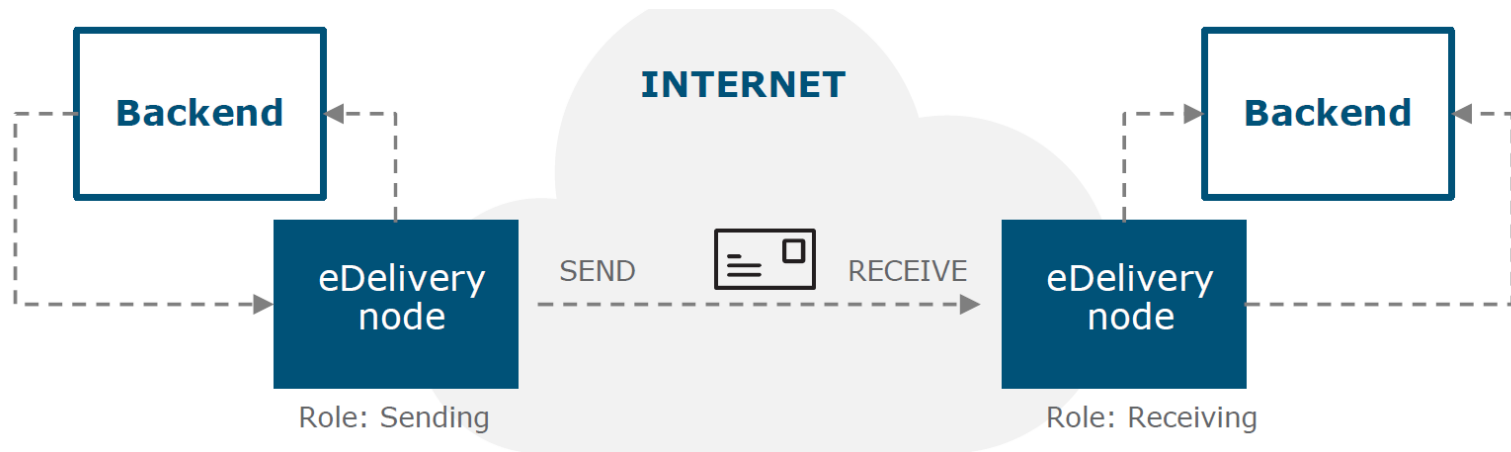 INTERNET
Backend
Backend
eDelivery
node
SEND
RECEIVE
eDelivery
node
Role: Sending
Role: Receiving